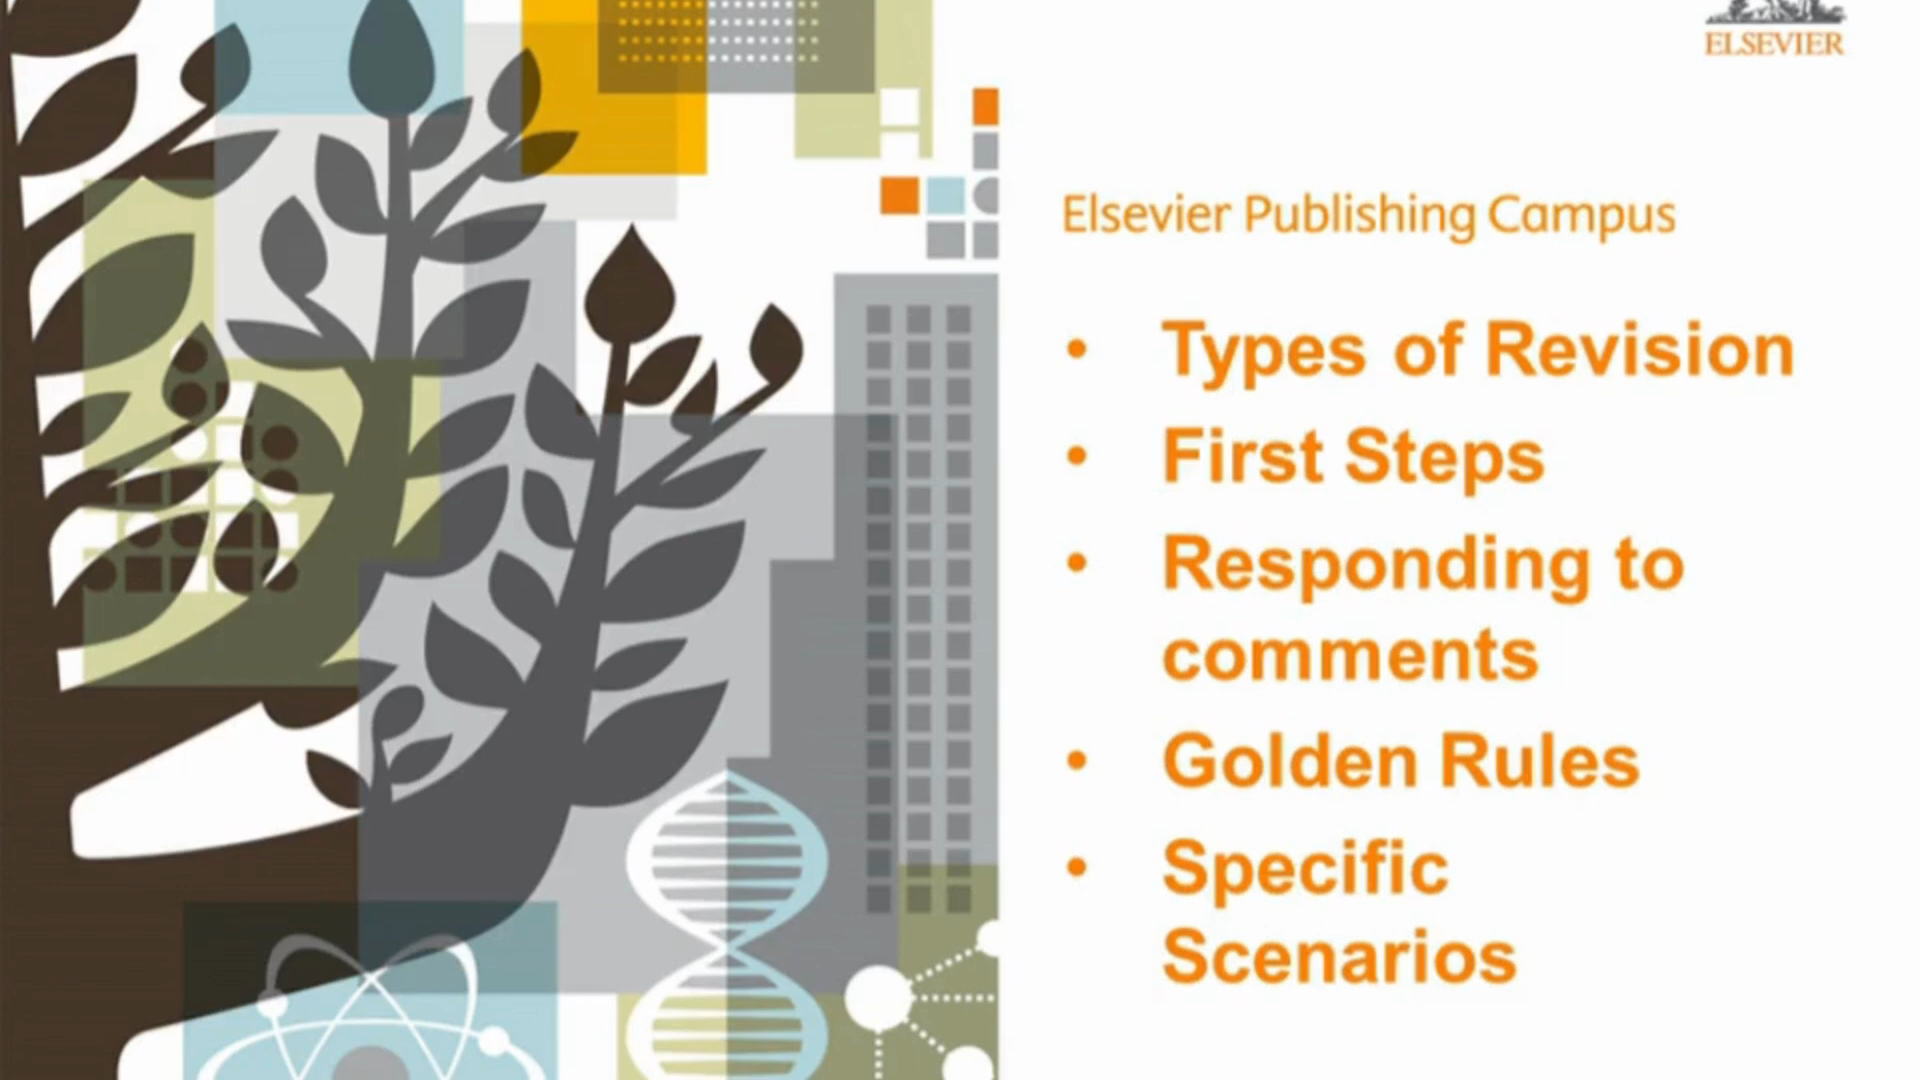 ELSEVIER
Elsevier Publishing Campus
• Types of Revision
• First Steps
• Responding to
comments
• Golden Rules
• Specific
Scenarios